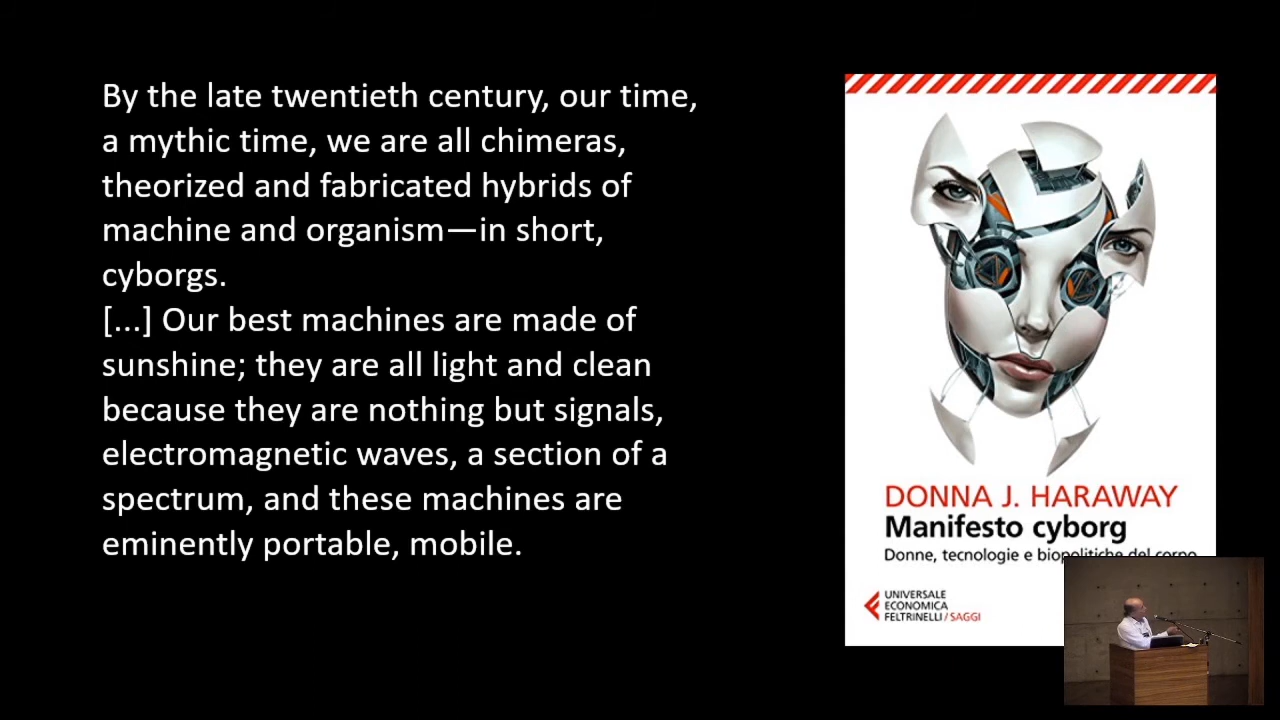 By the late twentieth century, our time,
a mythic time, we are all chimeras,
theorized and fabricated hybrids of
machine and organism—in short,
cyborgs.
[...] Our best machines are made of
sunshine; they are all light and clean
because they are nothing but signals,
electromagnetic waves, a section of a
spectrum, and these machines are
eminently portable, mobile.
DONNA J. HARAWAY
Manifesto cyborg
Donne, tecnologie e biopolitiche del corpo
UNIVERSALE
ECONOMICA
FELTRINELLI / SAGGI